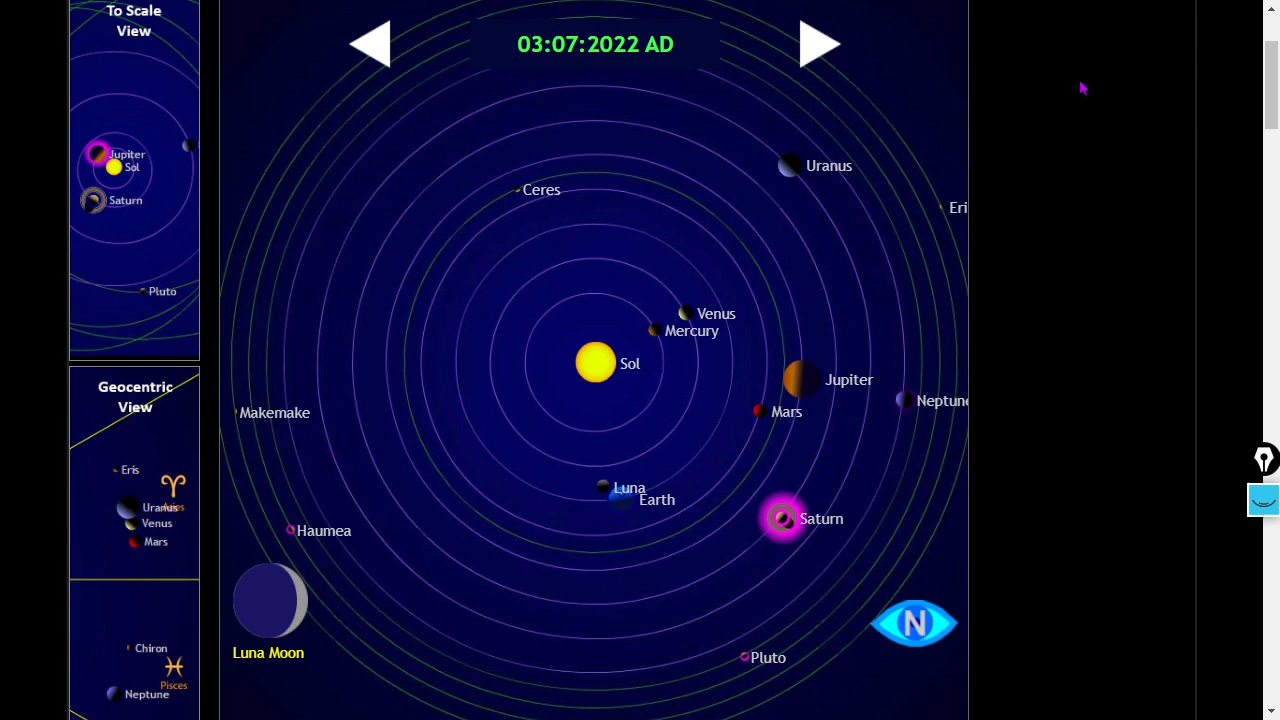 To Scale
View
Jupiter
Sol
Saturn
Pluto
Geocentric
View
Eris
Uranus
Aries
Venus
Mars
Chiron
Pisces
Neptune
03:07:2022 AD
Uranus
Ceres
Eri
Venus
Mercury
Sol
Jupiter
Neptune
Makemake
Mars
Luna
Earth
Saturn
Haumea
N
Luna Moon
Pluto